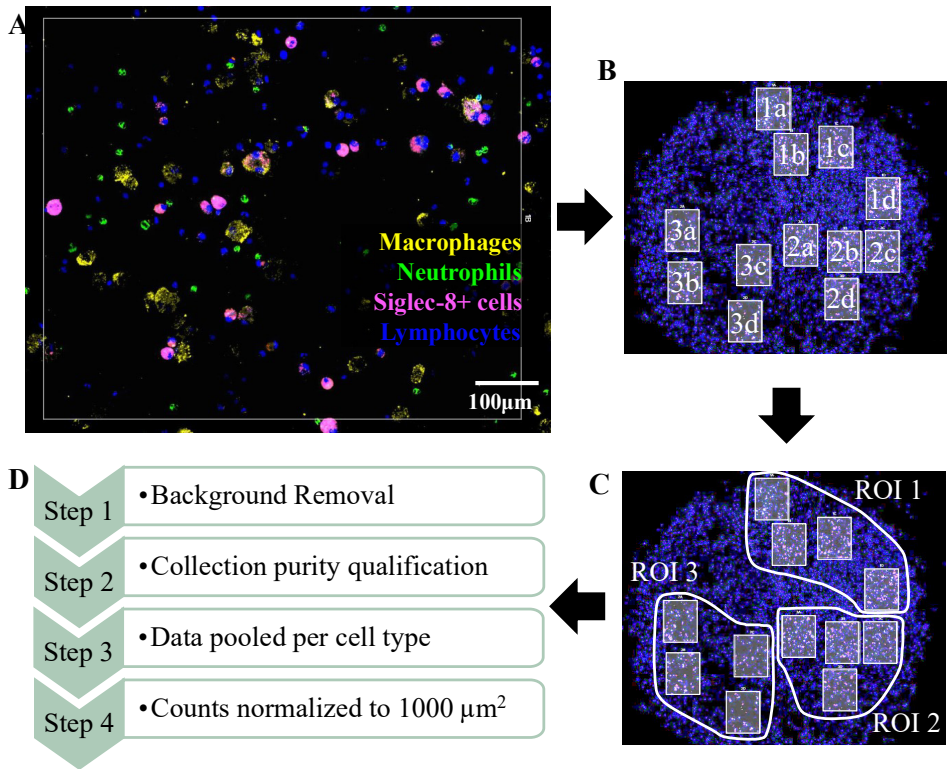 A
Macrophages
Neutrophils
Siglec-8+ cells
Lymphocytes
100µm
B
1a
1b
1c
1d
2a
2b
2c
2d
3a
3b
3c
3d
C
ROI 1
ROI 3
ROI 2
D
Step 1
•Background Removal
Step 2
•Collection purity qualification
Step 3
•Data pooled per cell type
Step 4
•Counts normalized to 1000 µm²